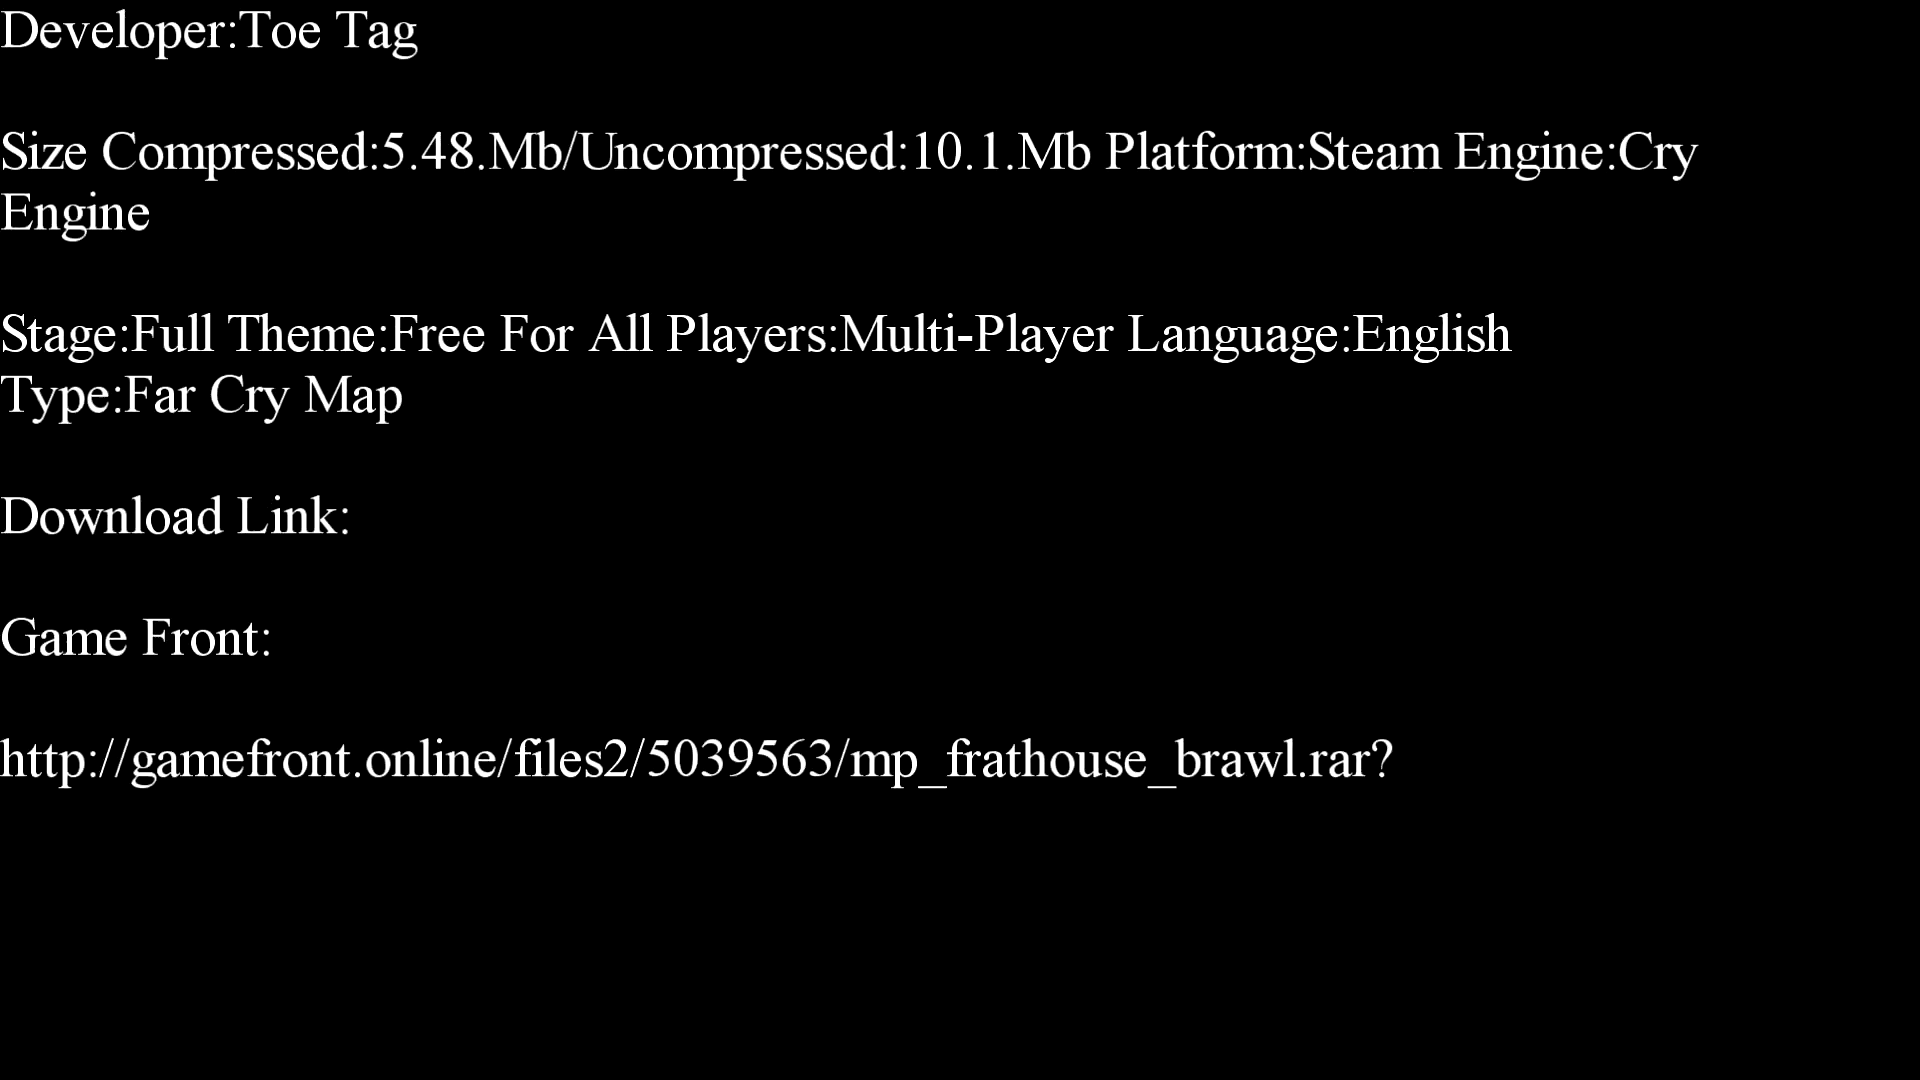 Developer:Toe Tag
Size Compressed:5.48.Mb/Uncompressed:10.1.Mb Platform:Steam Engine:Cry
Engine
Stage:Full Theme:Free For All Players:Multi-Player Language:English
Type:Far Cry Map
Download Link:
Game Front:
http://gamefront.online/files2/5039563/mp_frathouse_brawl.rar?